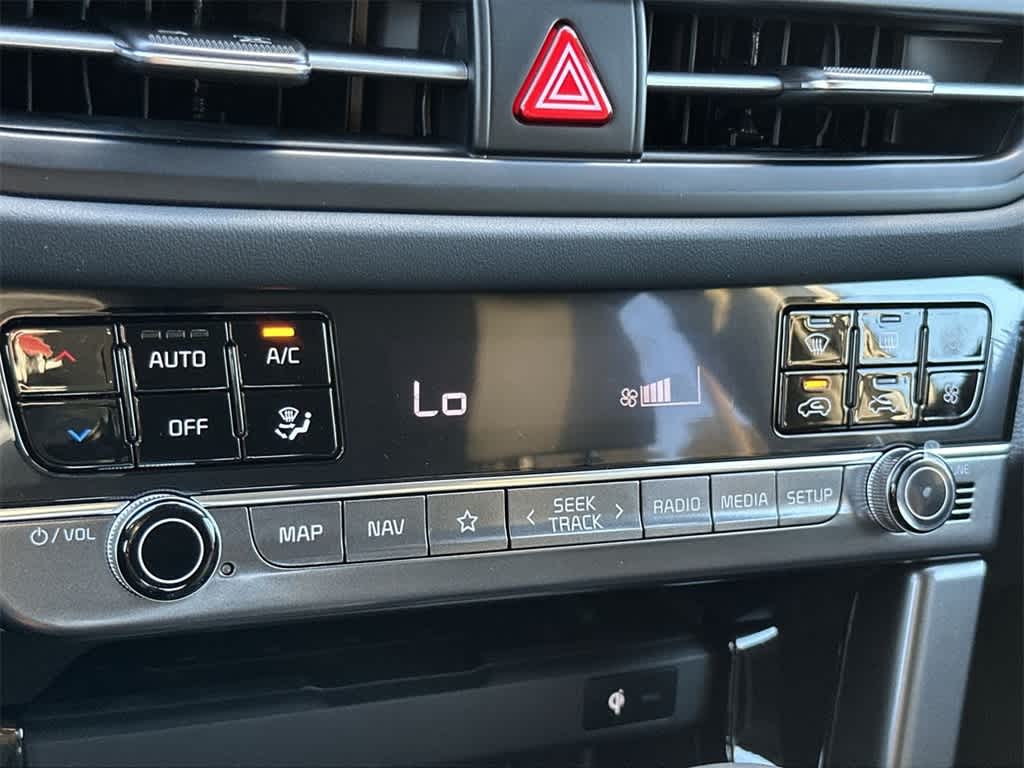 AUTO
A/C
OFF
Lo
/ VOL
MAP
NAV
SEEK
TRACK
RADIO
MEDIA
SETUP